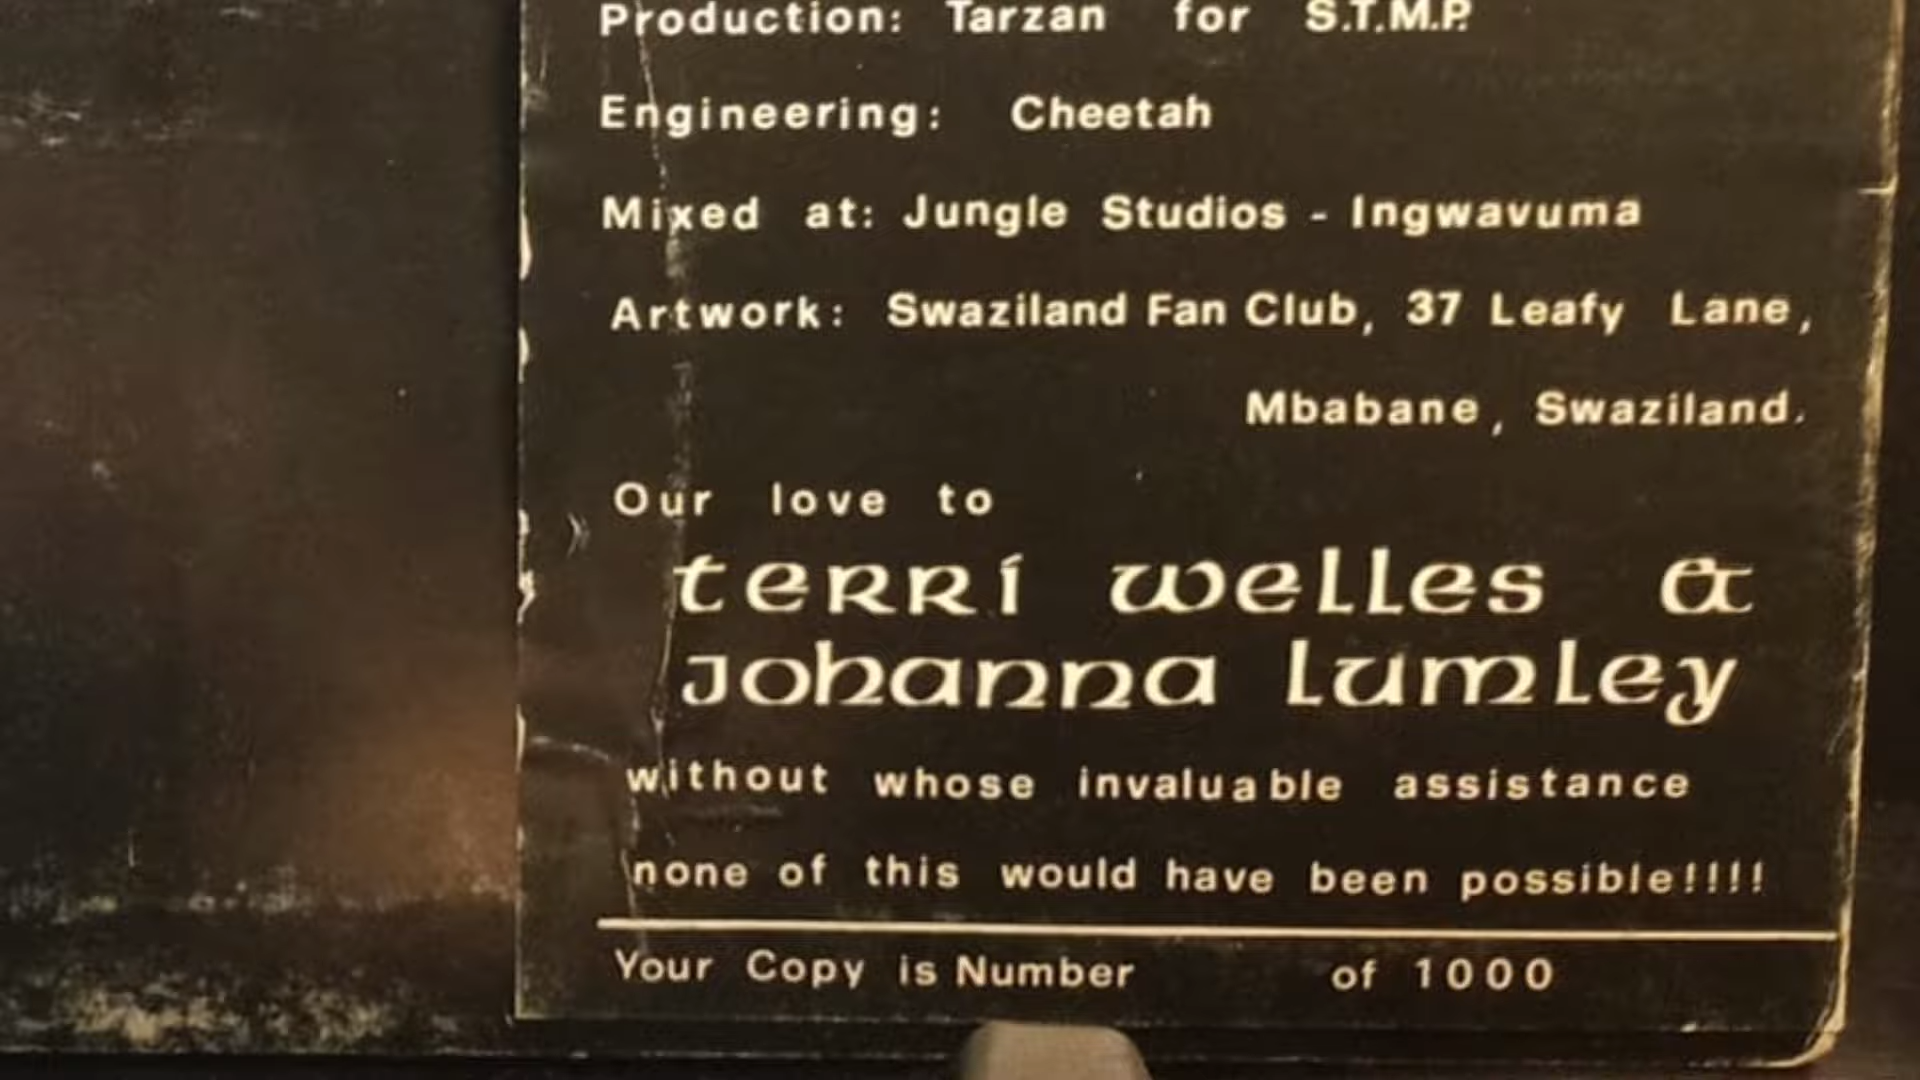 Production: Tarzan for S.T.M.P.
Engineering: Cheetah
Mixed at: Jungle Studios - Ingwavuma
Artwork: Swaziland Fan Club, 37 Leafy Lane,
Mbabane, Swaziland.
Our love to
terri welles &
Johanna lumley
without whose invaluable assistance
none of this would have been possible!!!!
Your Copy is Number of 1000